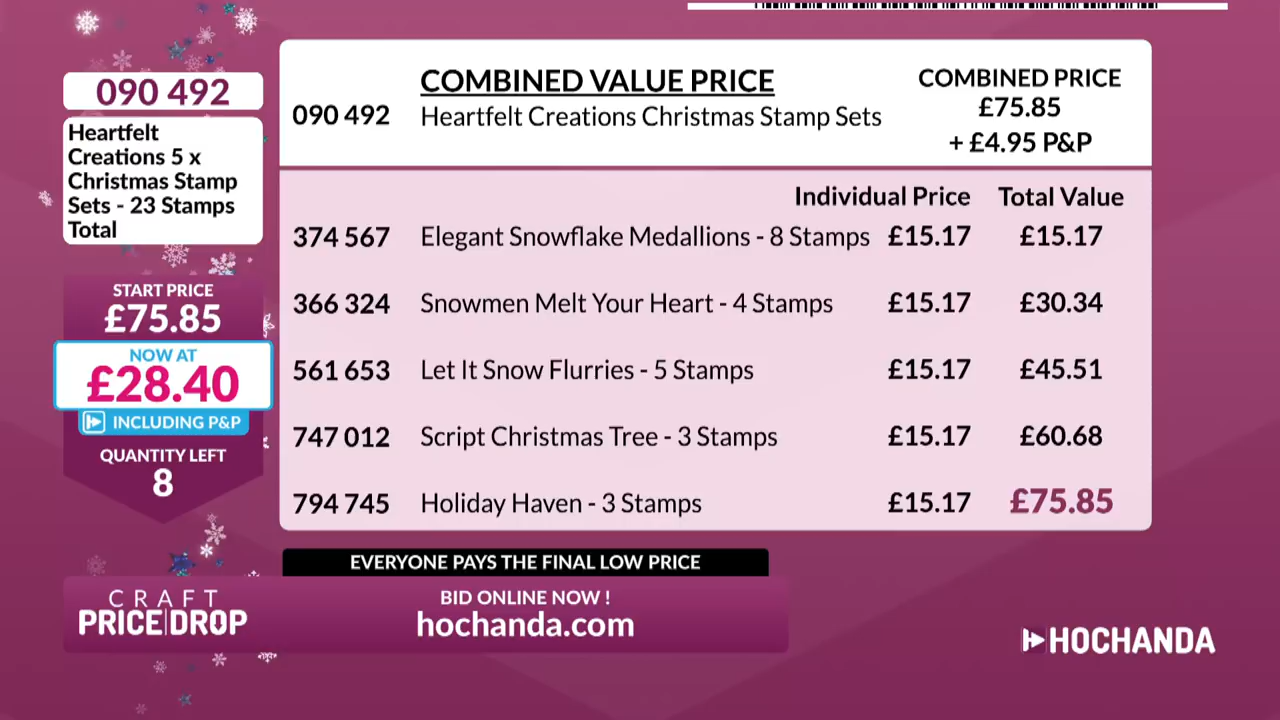 090 492
Heartfelt
Creations 5 x
Christmas Stamp
Sets - 23 Stamps
Total
START PRICE
£75.85
NOW AT
£28.40
INCLUDING P&P
QUANTITY LEFT
8
COMBINED VALUE PRICE
090 492 Heartfelt Creations Christmas Stamp Sets
COMBINED PRICE
£75.85
+ £4.95 P&P
Individual Price Total Value
374 567 Elegant Snowflake Medallions - 8 Stamps £15.17 £15.17
366 324 Snowmen Melt Your Heart - 4 Stamps £15.17 £30.34
561 653 Let It Snow Flurries - 5 Stamps £15.17 £45.51
747 012 Script Christmas Tree - 3 Stamps £15.17 £60.68
794 745 Holiday Haven - 3 Stamps £15.17 £75.85
EVERYONE PAYS THE FINAL LOW PRICE
CRAFT
PRICE DROP
BID ONLINE NOW !
hochanda.com
HOCHANDA